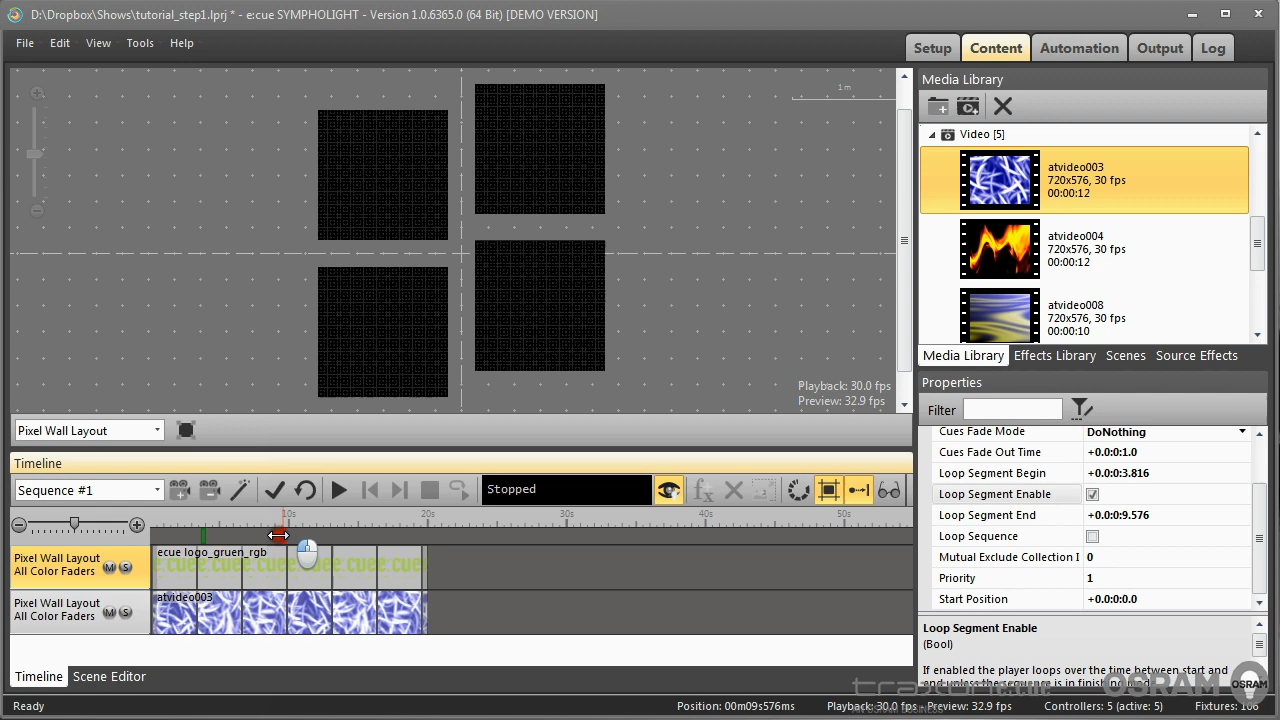 D:\Dropbox\Shows\tutorial_step1.lprj * - e:cue SYMPHOLIGHT - Version 1.0.6365.0 (64 Bit) [DEMO VERSION]
File Edit View Tools Help
Setup Content Automation Output Log
1 m
Playback: 30.0 fps
Preview: 32.9 fps
Pixel Wall Layout
Media Library
Video [5]
atvideo003
720x576, 30 fps
00:00:12
atvideo004
720x576, 30 fps
00:00:12
atvideo008
720x576, 30 fps
00:00:10
Media Library Effects Library Scenes Source Effects
Properties
Filter
Cues Fade Mode DoNothing
Cues Fade Out Time +0.0:0:1.0
Loop Segment Begin +0.0:0:3.816
Loop Segment Enable
Loop Segment End +0.0:0:9.576
Loop Sequence
Mutual Exclude Collection I 0
Priority 1
Start Position +0.0:0:0.0
Loop Segment Enable
(Bool)
If enabled the player loops over the time between start and
end unless the sequence is in finishing
Timeline
Sequence #1
Stopped
10s 20s 30s 40s 50s
Pixel Wall Layout
All Color Faders M S
ecue logo_gruen_rgb
Pixel Wall Layout
All Color Faders M S
atvideo003
Timeline Scene Editor
OSRAM
OSRAM
Ready Position: 00m09s576ms Playback: 30.0 fps Preview: 32.9 fps Controllers: 5 (active: 5) Fixtures: 106